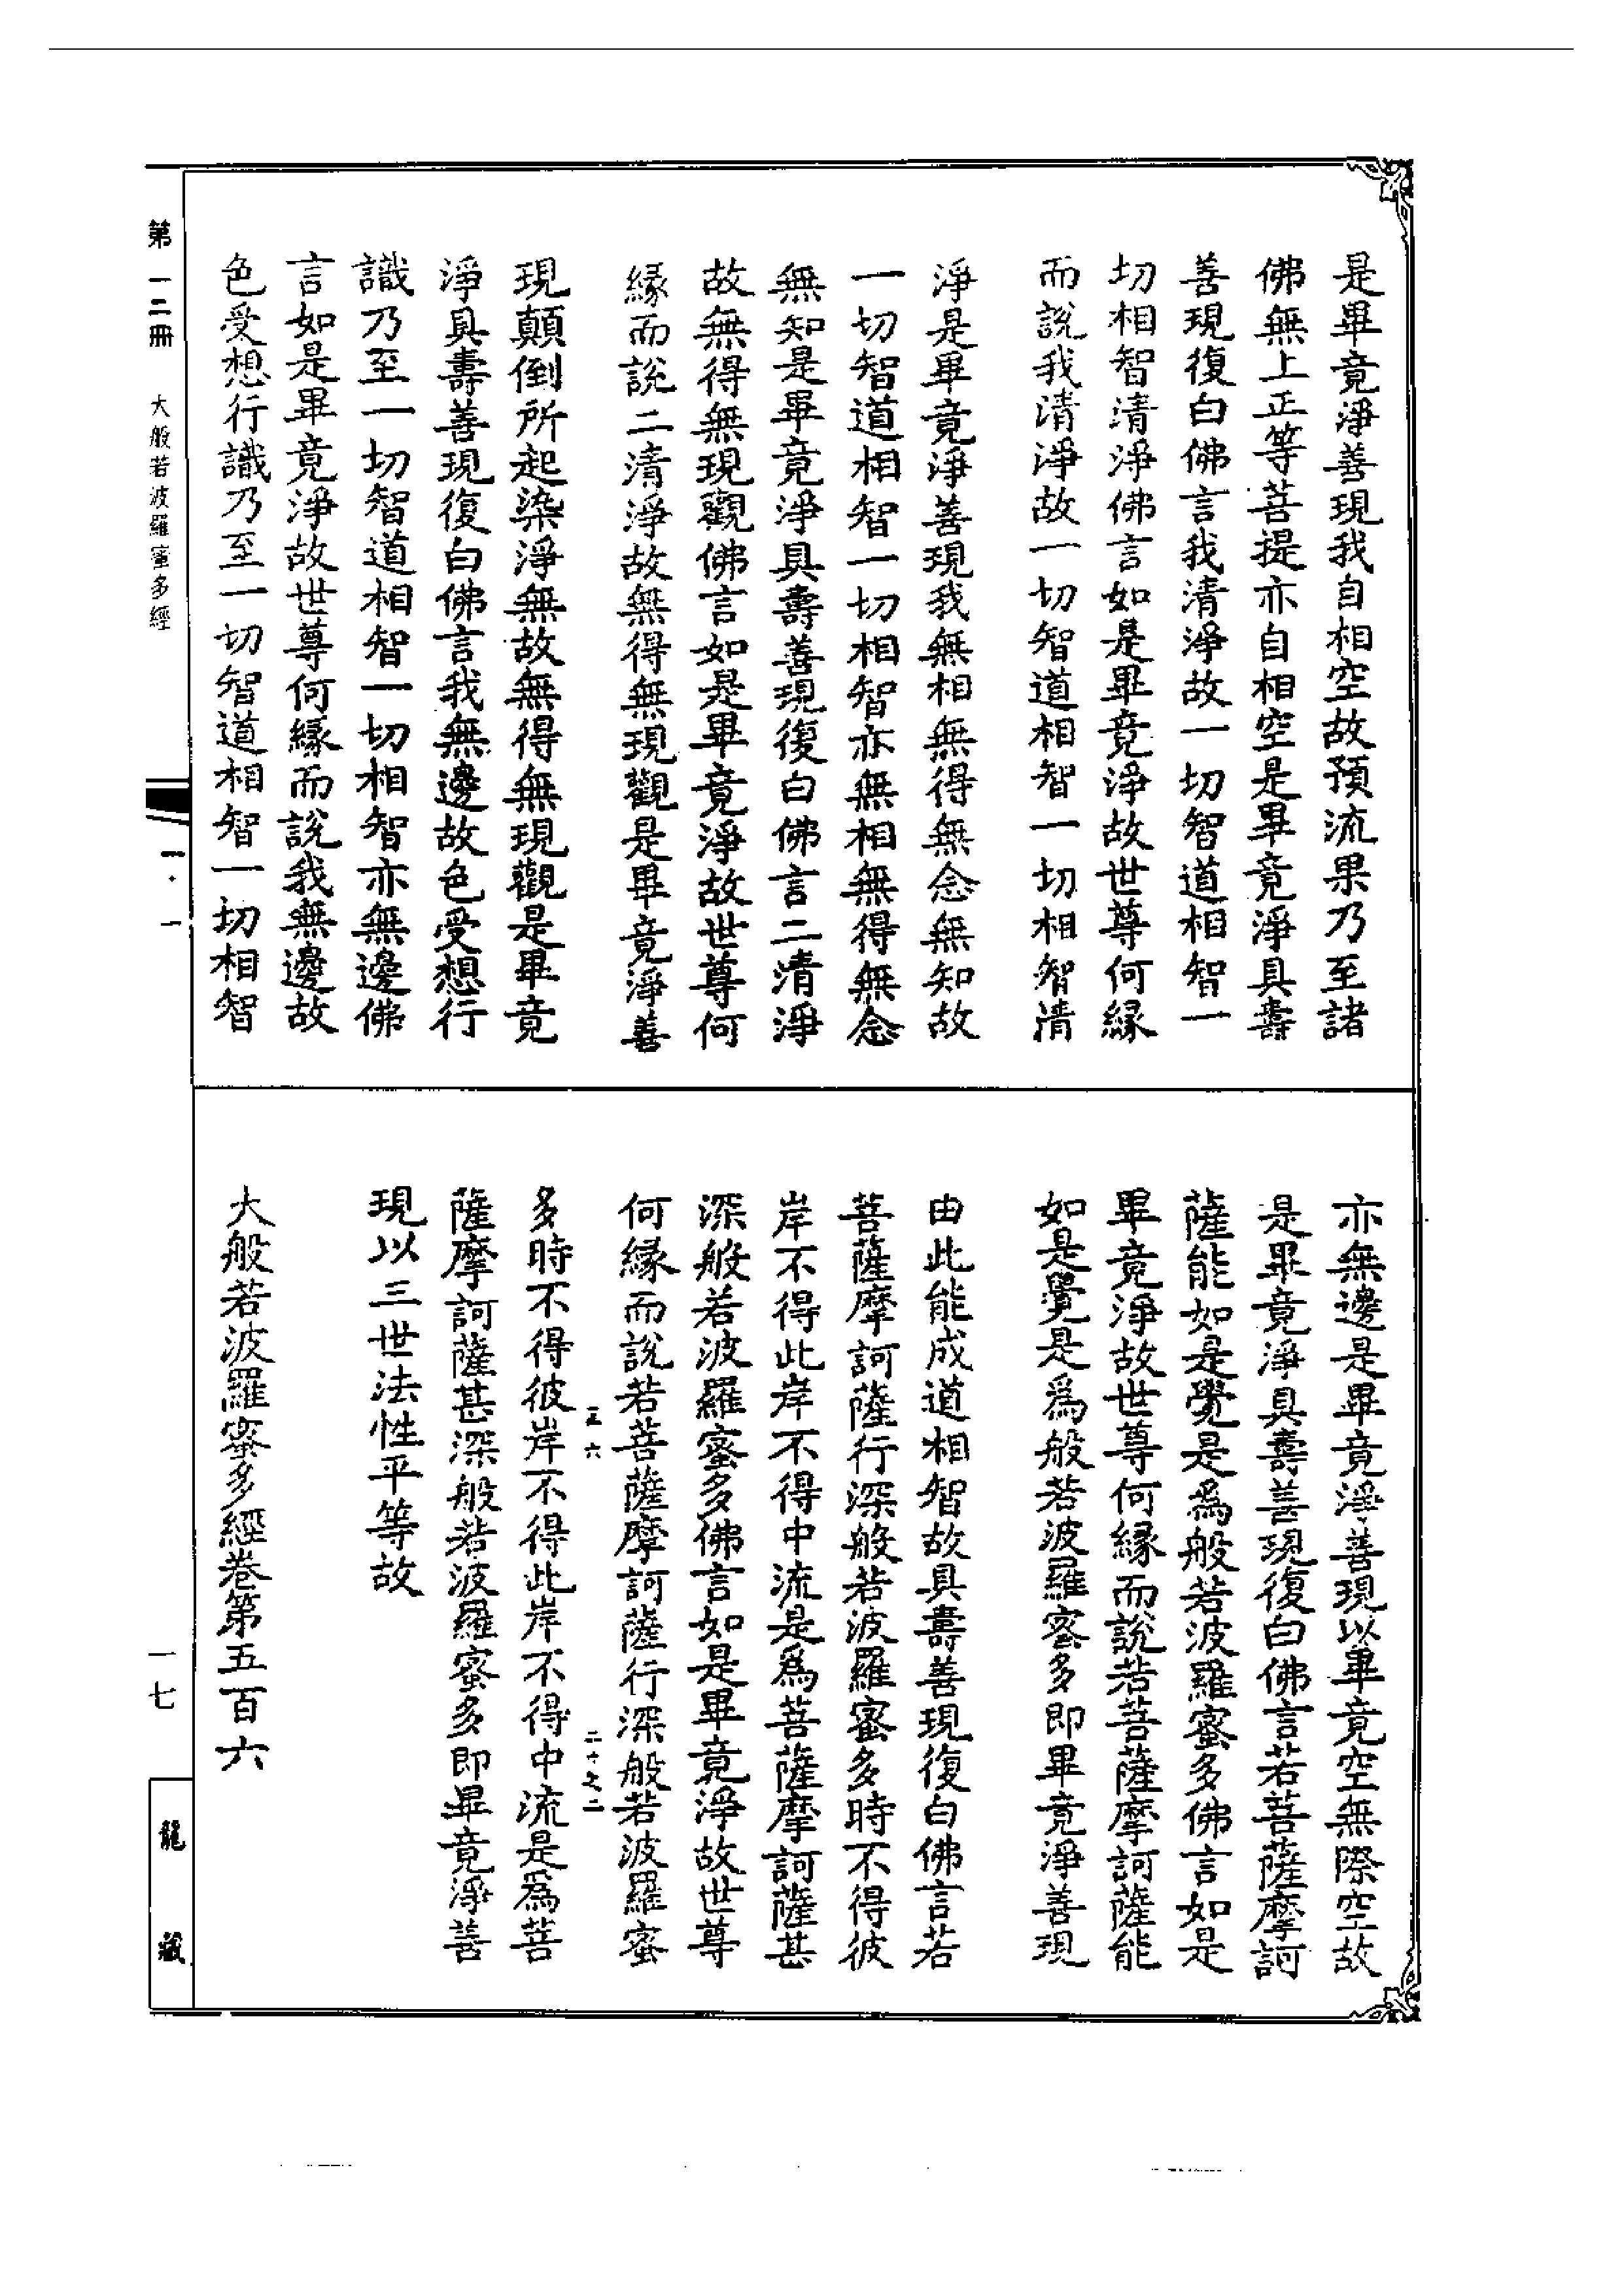 是畢竟淨善現我自相空故預流果乃至諸
佛無上正等菩提亦自相空是畢竟淨具壽
善現復白佛言我清淨故一切智道相智一
切相智清淨佛言如是畢竟淨故世尊何緣
而說我清淨故一切智道相智一切相智清
淨是畢竟淨善現我無相無得無念無知故
一切智道相智一切相智亦無相無得無念
無知是畢竟淨具壽善現復白佛言二清淨
故無得無現觀佛言如是畢竟淨故世尊何
緣而說二清淨故無得無現觀是畢竟淨善
現顛倒所起染淨無故無得無現觀是畢竟
淨具壽善現復白佛言我無邊故色受想行
識乃至一切智道相智一切相智亦無邊佛
言如是畢竟淨故世尊何緣而說我無邊故
色受想行識乃至一切智道相智一切相智
亦無邊是畢竟淨善現以畢竟空無際空故
是畢竟淨具壽善現復白佛言若菩薩摩訶
薩能如是覺是為般若波羅蜜多佛言如是
畢竟淨故世尊何緣而說若菩薩摩訶薩能
如是覺是為般若波羅蜜多即畢竟淨善現
由此能成道相智故具壽善現復白佛言若
菩薩摩訶薩行深般若波羅蜜多時不得彼
岸不得此岸不得中流是為菩薩摩訶薩甚
深般若波羅蜜多佛言如是畢竟淨故世尊
何緣而說若菩薩摩訶薩行深般若波羅蜜
三六 二十之二
多時不得彼岸不得此岸不得中流是為菩
薩摩訶薩甚深般若波羅蜜多即畢竟淨善
現以三世法性平等故
大般若波羅蜜多經卷第五百六
第一二冊 大般若波羅蜜多經
一·一
一七
龍藏